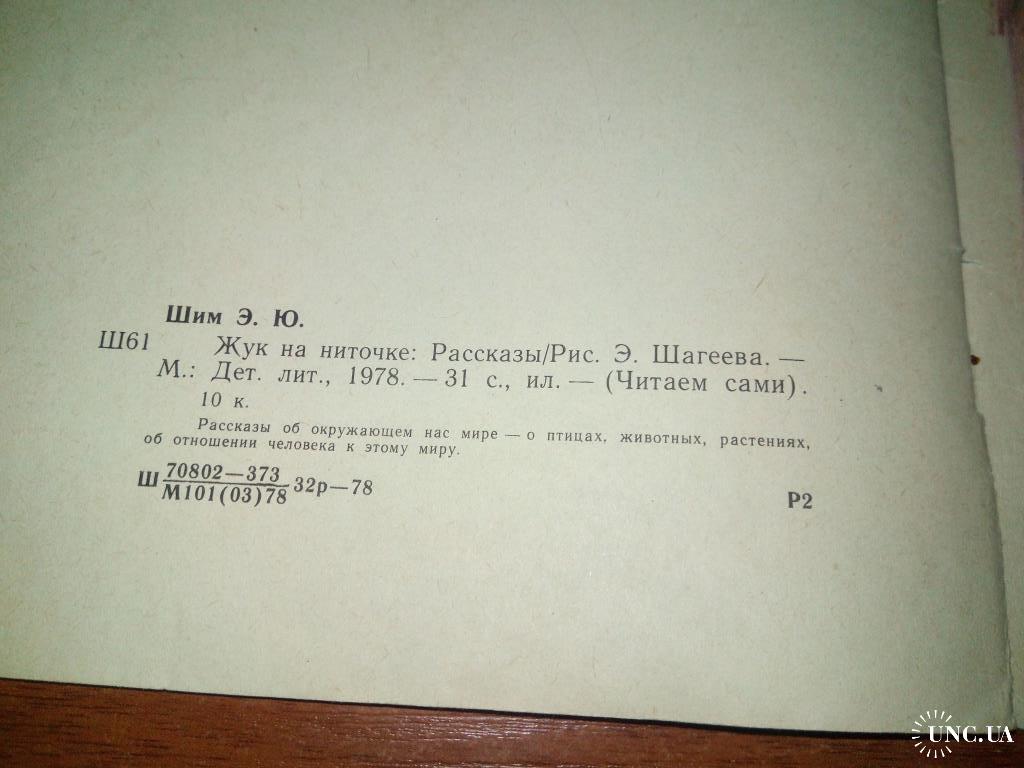 Шим Э. Ю.
Ш61 Жук на ниточке: Рассказы/Рис. Э. Шагеева. —
М.: Дет. лит., 1978. — 31 с., ил. — (Читаем сами).
10 к.
Рассказы об окружающем нас мире — о птицах, животных, растениях,
об отношении человека к этому миру.
Ш 70802—373
М101(03)78 32р—78
Р2
UNC.UA